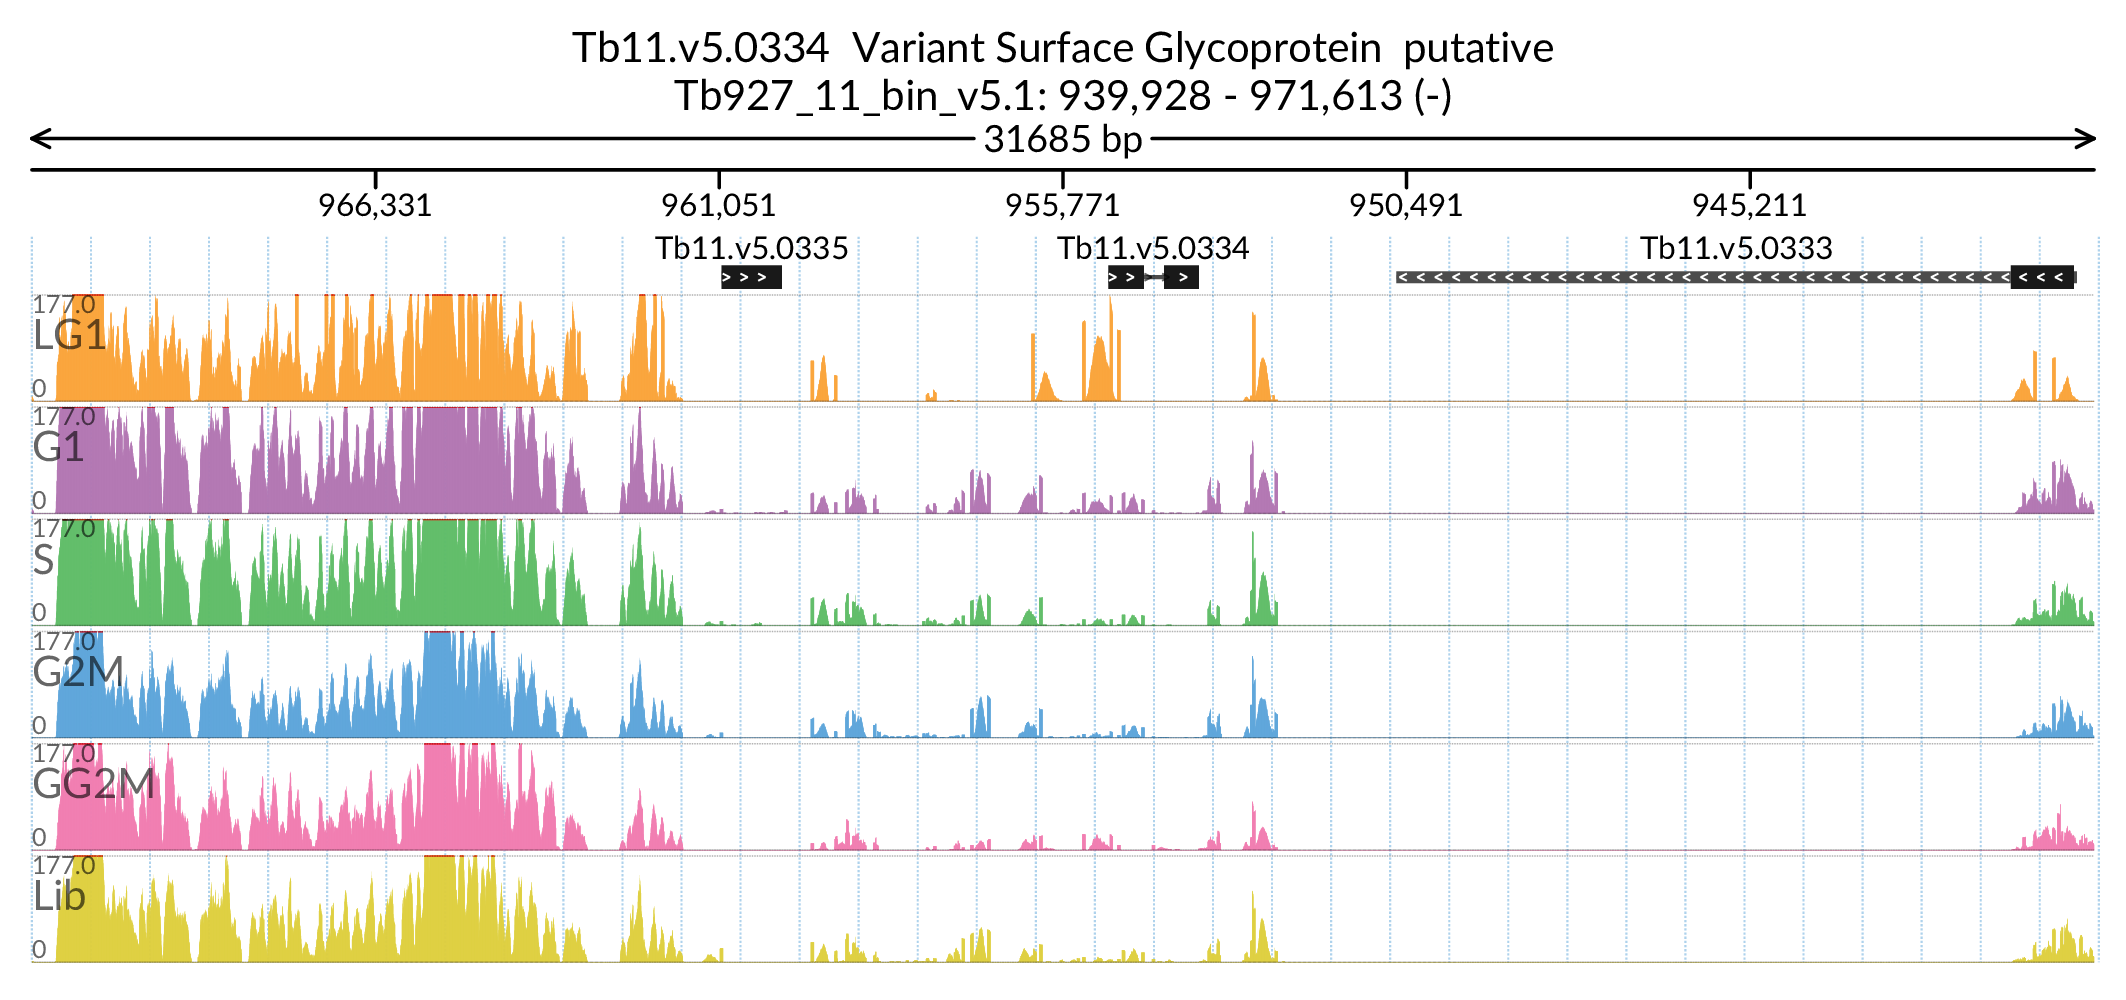 Tb11.v5.0334 Variant Surface Glycoprotein putative
Tb927_11_bin_v5.1: 939,928 - 971,613 (-)
31685 bp
966,331 961,051 955,771 950,491 945,211
Tb11.v5.0335 Tb11.v5.0334 Tb11.v5.0333
177.0
LG1
0
177.0
G1
0
177.0
S
0
177.0
G2M
0
177.0
GG2M
0
177.0
Lib
0